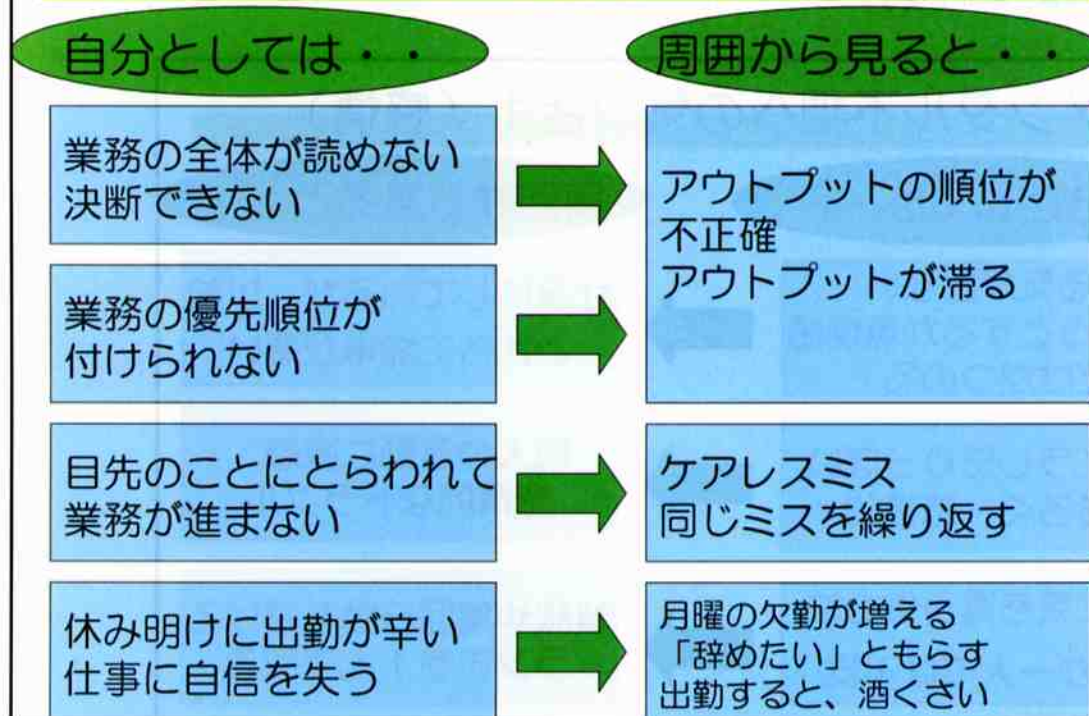 自分としては・・
周囲から見ると・・
業務の全体が読めない
決断できない
アウトプットの順位が
不正確
アウトプットが滞る
業務の優先順位が
付けられない
目先のことにとらわれて
業務が進まない
ケアレスミス
同じミスを繰り返す
休み明けに出勤が辛い
仕事に自信を失う
月曜の欠勤が増える
「辞めたい」ともらす
出勤すると、酒くさい